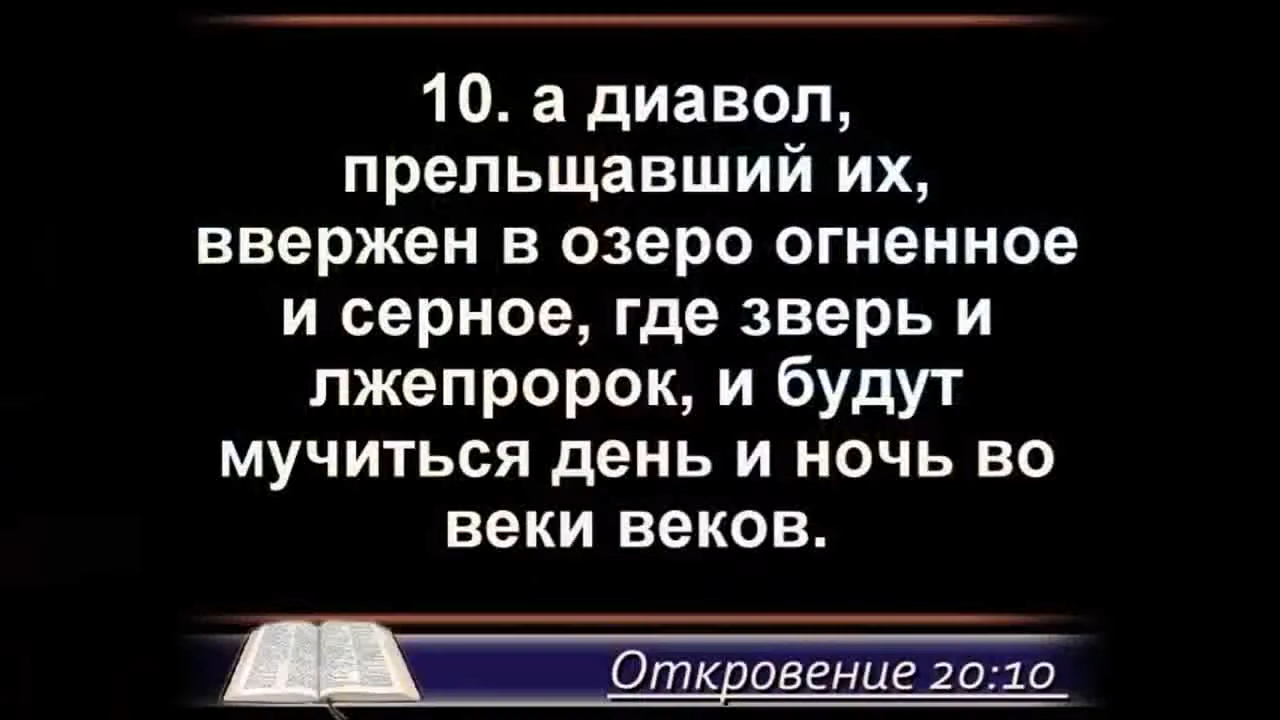 10. а диавол,
прельщавший их,
ввержен в озеро огненное
и серное, где зверь и
лжепророк, и будут
мучиться день и ночь во
веки веков.
Откровение 20:10